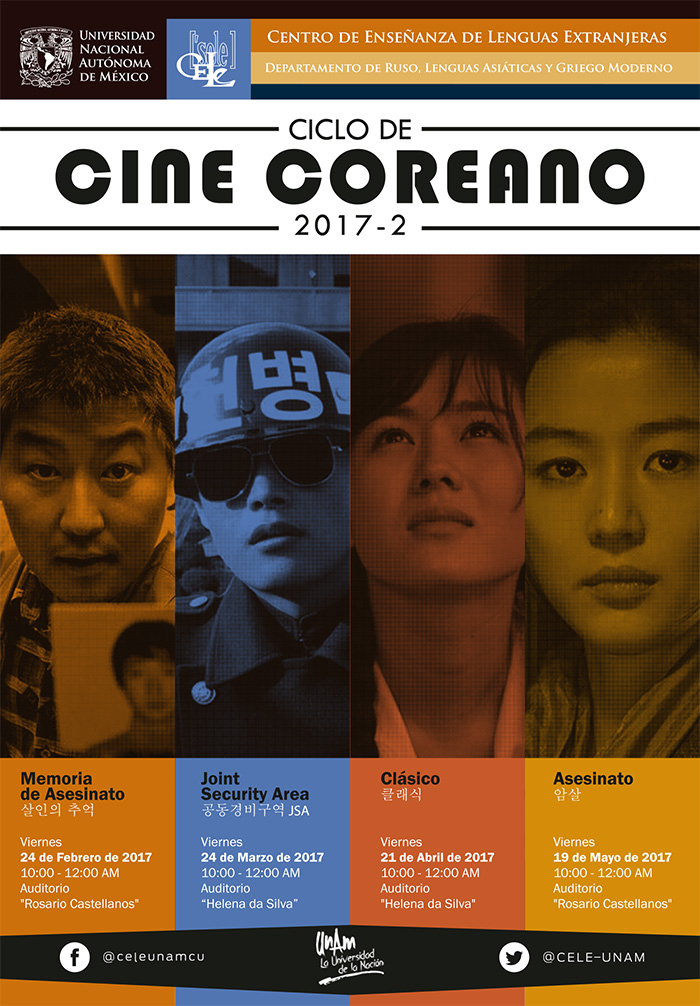 UNIVERSIDAD
NACIONAL
AUTÓNOMA
DE MÉXICO
['sele]
CELE
CENTRO DE ENSEÑANZA DE LENGUAS EXTRANJERAS
DEPARTAMENTO DE RUSO, LENGUAS ASIÁTICAS Y GRIEGO MODERNO
CICLO DE
CINE COREANO
2017-2
헌병
Memoria
de Asesinato
살인의 추억
Viernes
24 de Febrero de 2017
10:00 - 12:00 AM
Auditorio
"Rosario Castellanos"
Joint
Security Area
공동경비구역 JSA
Viernes
24 de Marzo de 2017
10:00 - 12:00 AM
Auditorio
“Helena da Silva”
Clásico
클래식
Viernes
21 de Abril de 2017
10:00 - 12:00 AM
Auditorio
"Helena da Silva"
Asesinato
암살
Viernes
19 de Mayo de 2017
10:00 - 12:00 AM
Auditorio
"Rosario Castellanos"
@celeunamcu
UNAM
La Universidad
de la Nación
@CELE-UNAM